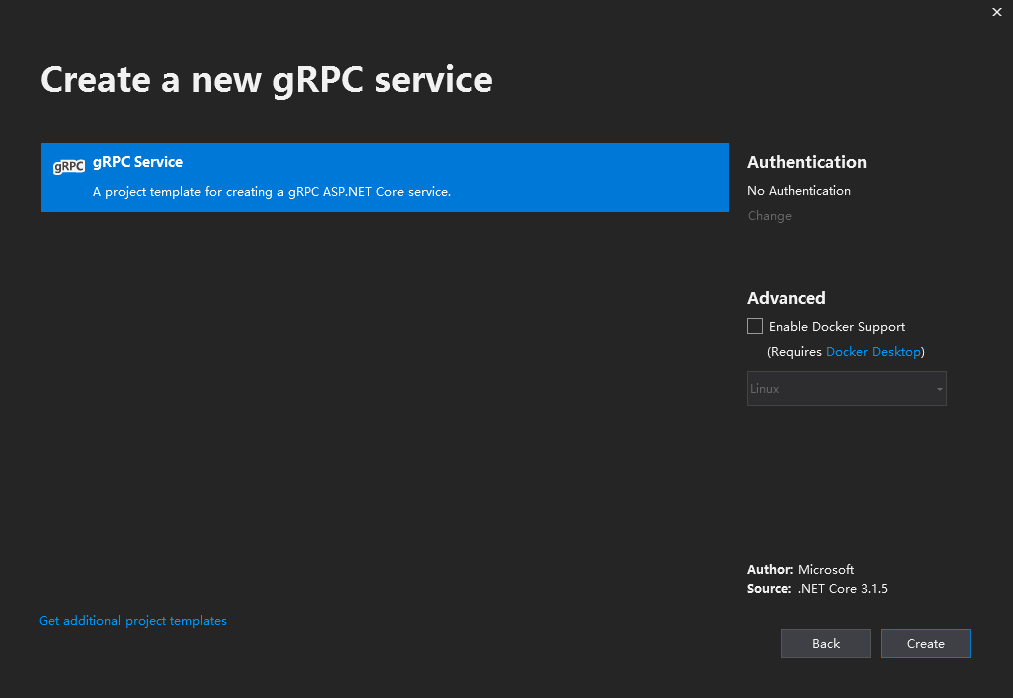 Create a new gRPC service
gRPC
gRPC Service
A project template for creating a gRPC ASP.NET Core service.
Authentication
No Authentication
Change
Advanced
Enable Docker Support
(Requires Docker Desktop)
Linux
Author: Microsoft
Source: .NET Core 3.1.5
Get additional project templates
Back
Create